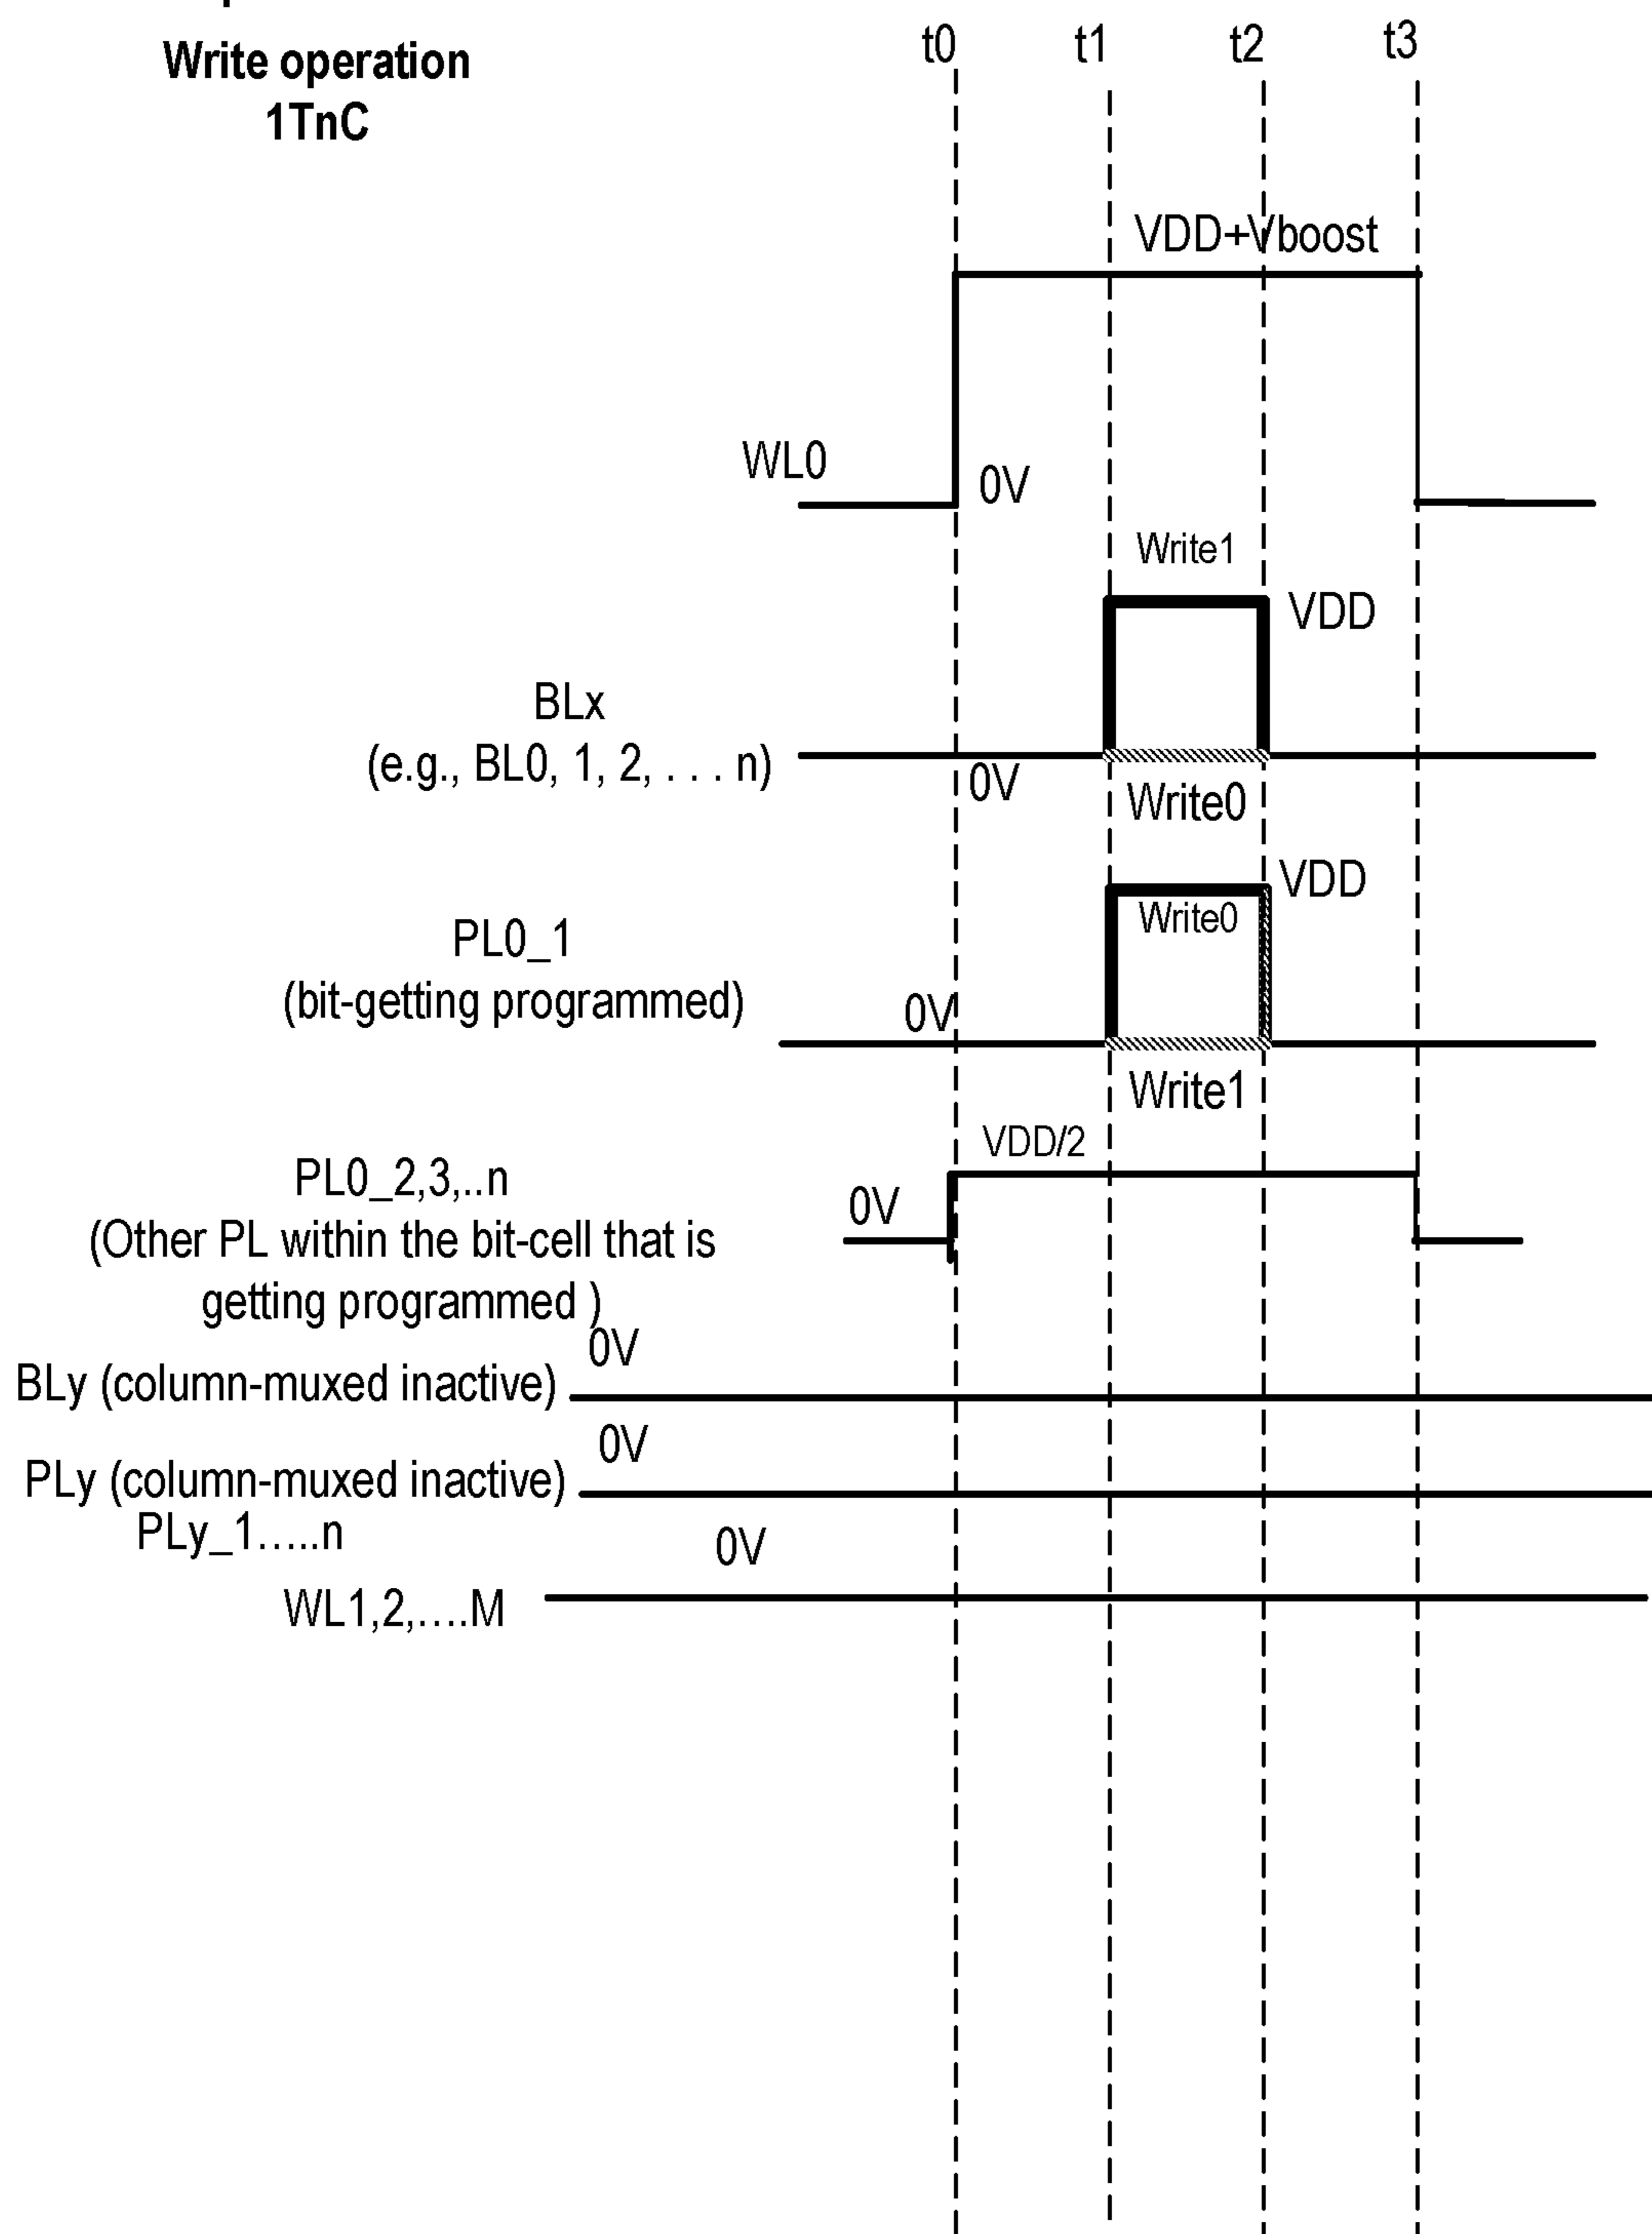 Write operation
1TnC
t0
t1
t2
t3
VDD+Vboost
WL0
0V
Write1
VDD
BLx
(e.g., BL0, 1, 2, . . . n)
0V
Write0
VDD
Write0
PL0_1
(bit-getting programmed)
0V
Write1
VDD/2
PL0_2,3,..n
0V
(Other PL within the bit-cell that is
getting programmed )
0V
BLy (column-muxed inactive)
0V
PLy (column-muxed inactive)
PLy_1.....n
0V
WL1,2,....M